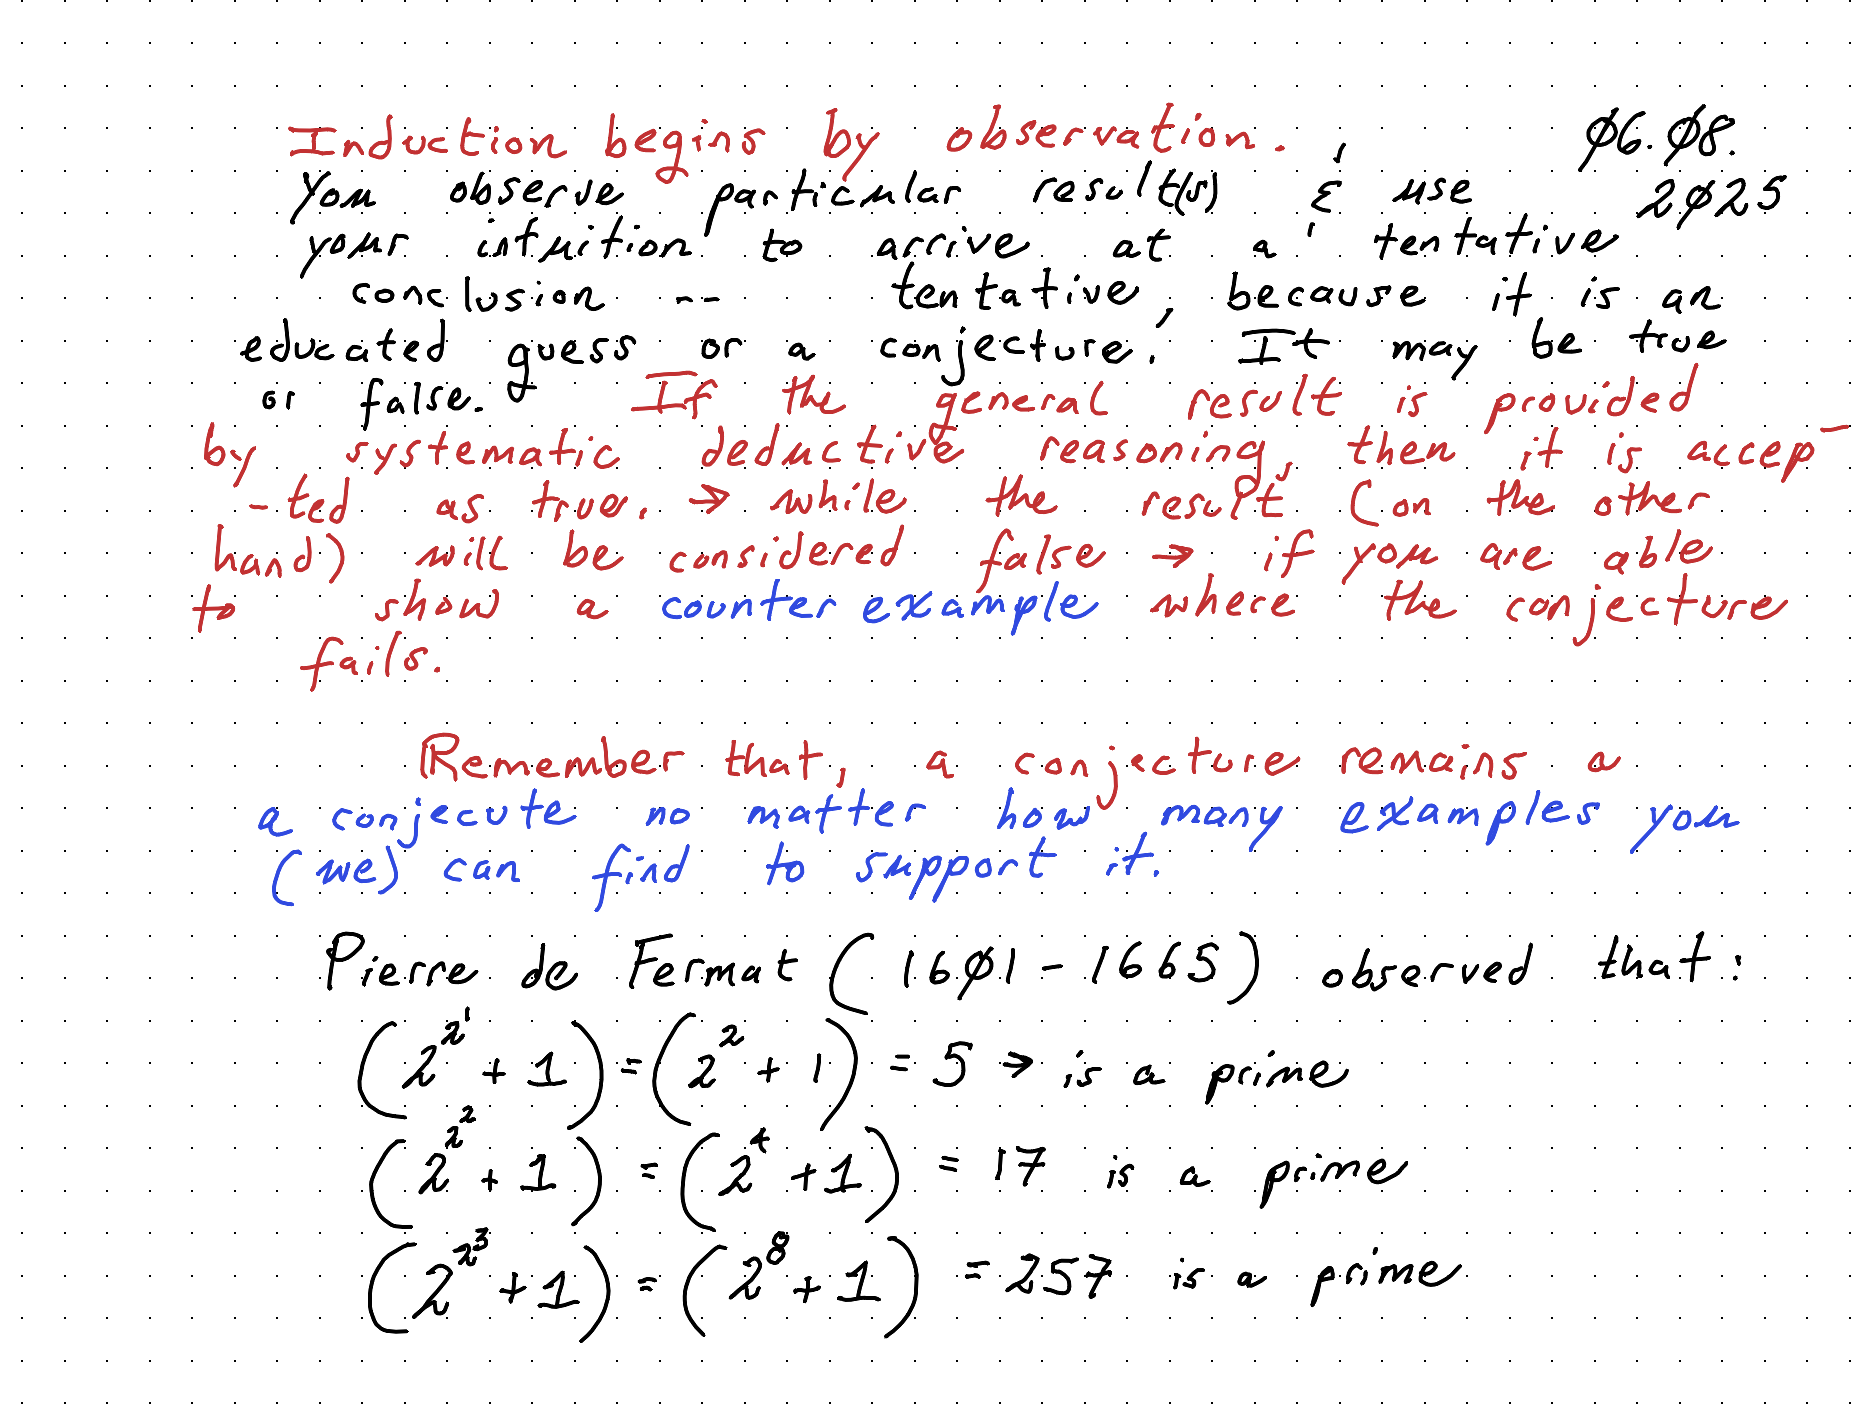 Induction begins by observation. ø6.ø8.
You observe particular result(s) & use 2ø25
your intuition to arrive at a tentative
conclusion -- tentative, because it is an
educated guess or a conjecture. It may be true
or false. If the general result is provided
by systematic deductive reasoning, then it is accep-
-ted as true. → while the result (on the other
hand) will be considered false → if you are able
to show a counter example where the conjecture
fails.
Remember that, a conjecture remains a
a conjecute no matter how many examples you
(we) can find to support it.
Pierre de Fermat (16ø1 - 1665) observed that:
(2^{2^1} + 1) = (2^2 + 1) = 5 → is a prime
(2^{2^2} + 1) = (2^4 + 1) = 17 is a prime
(2^{2^3} + 1) = (2^8 + 1) = 257 is a prime